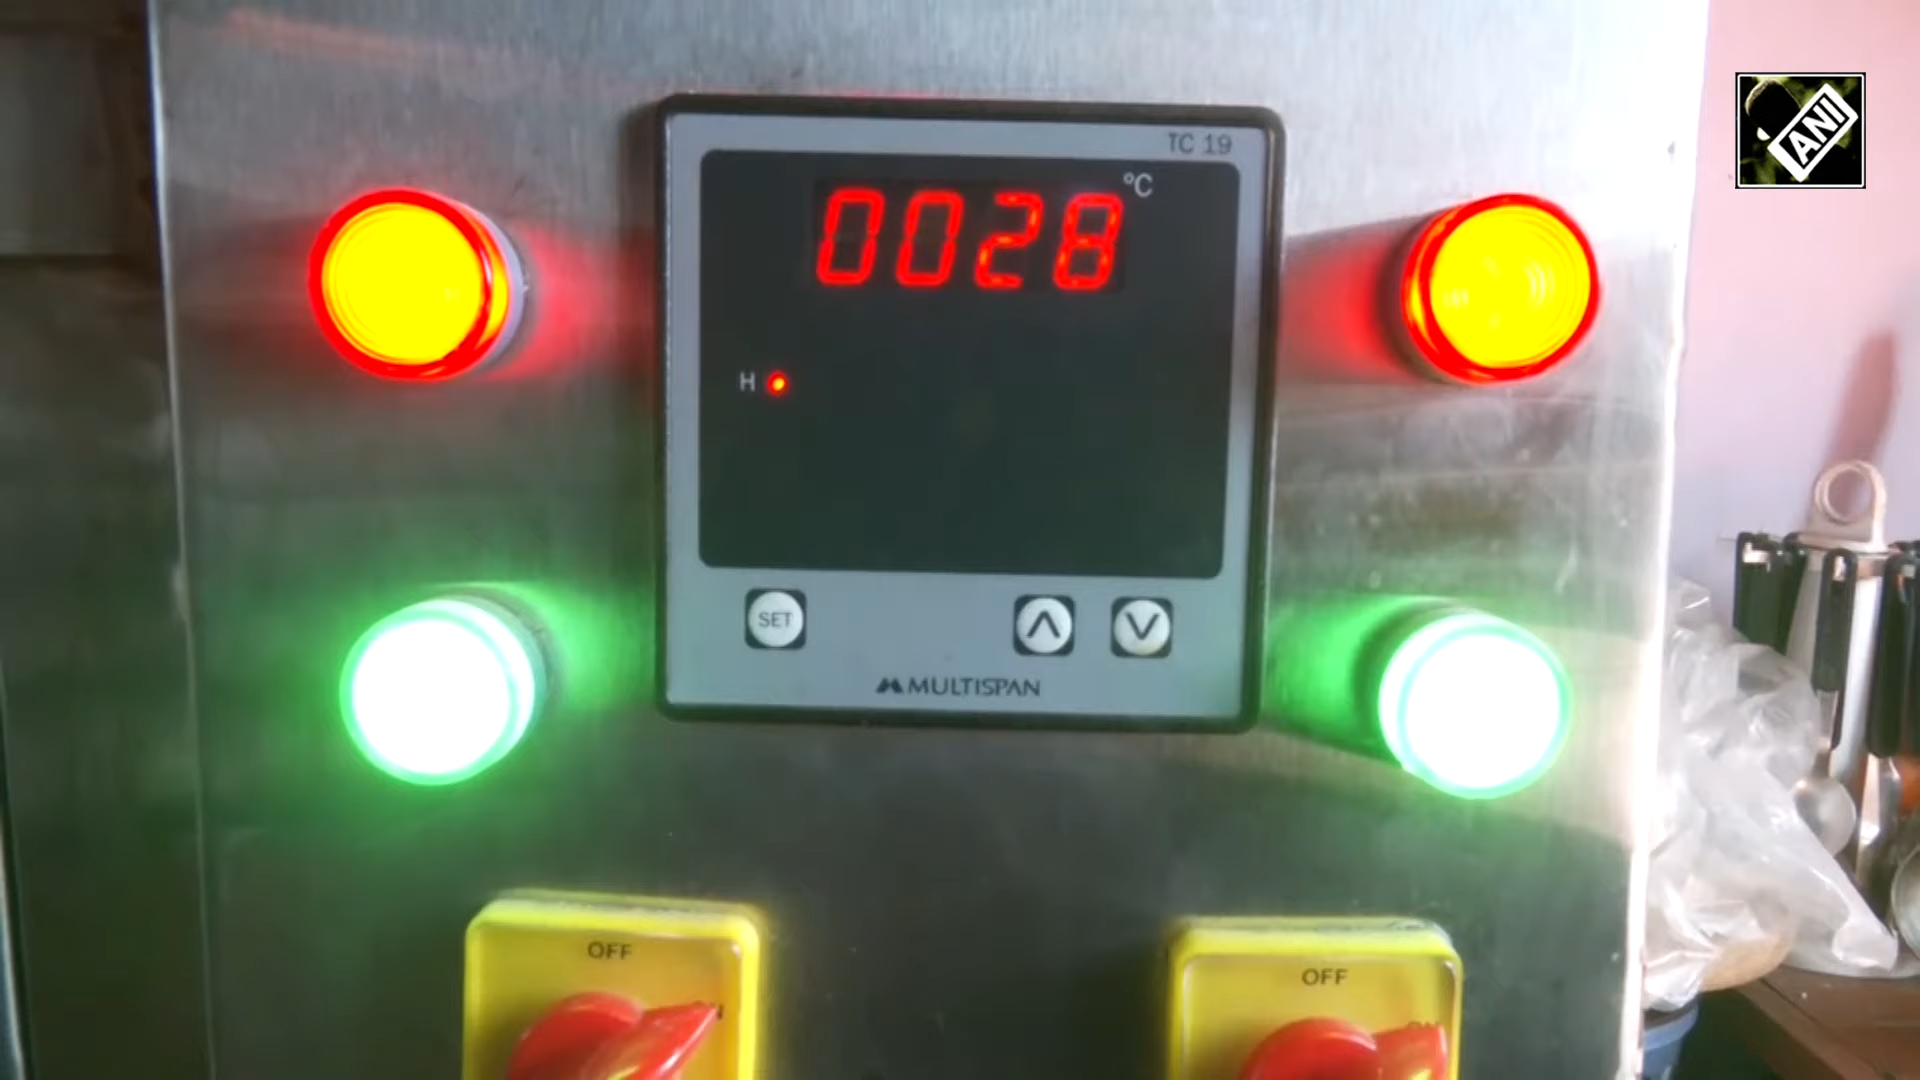 TC 19
°C
0028
H
SET
MULTISPAN
OFF
OFF
ANI